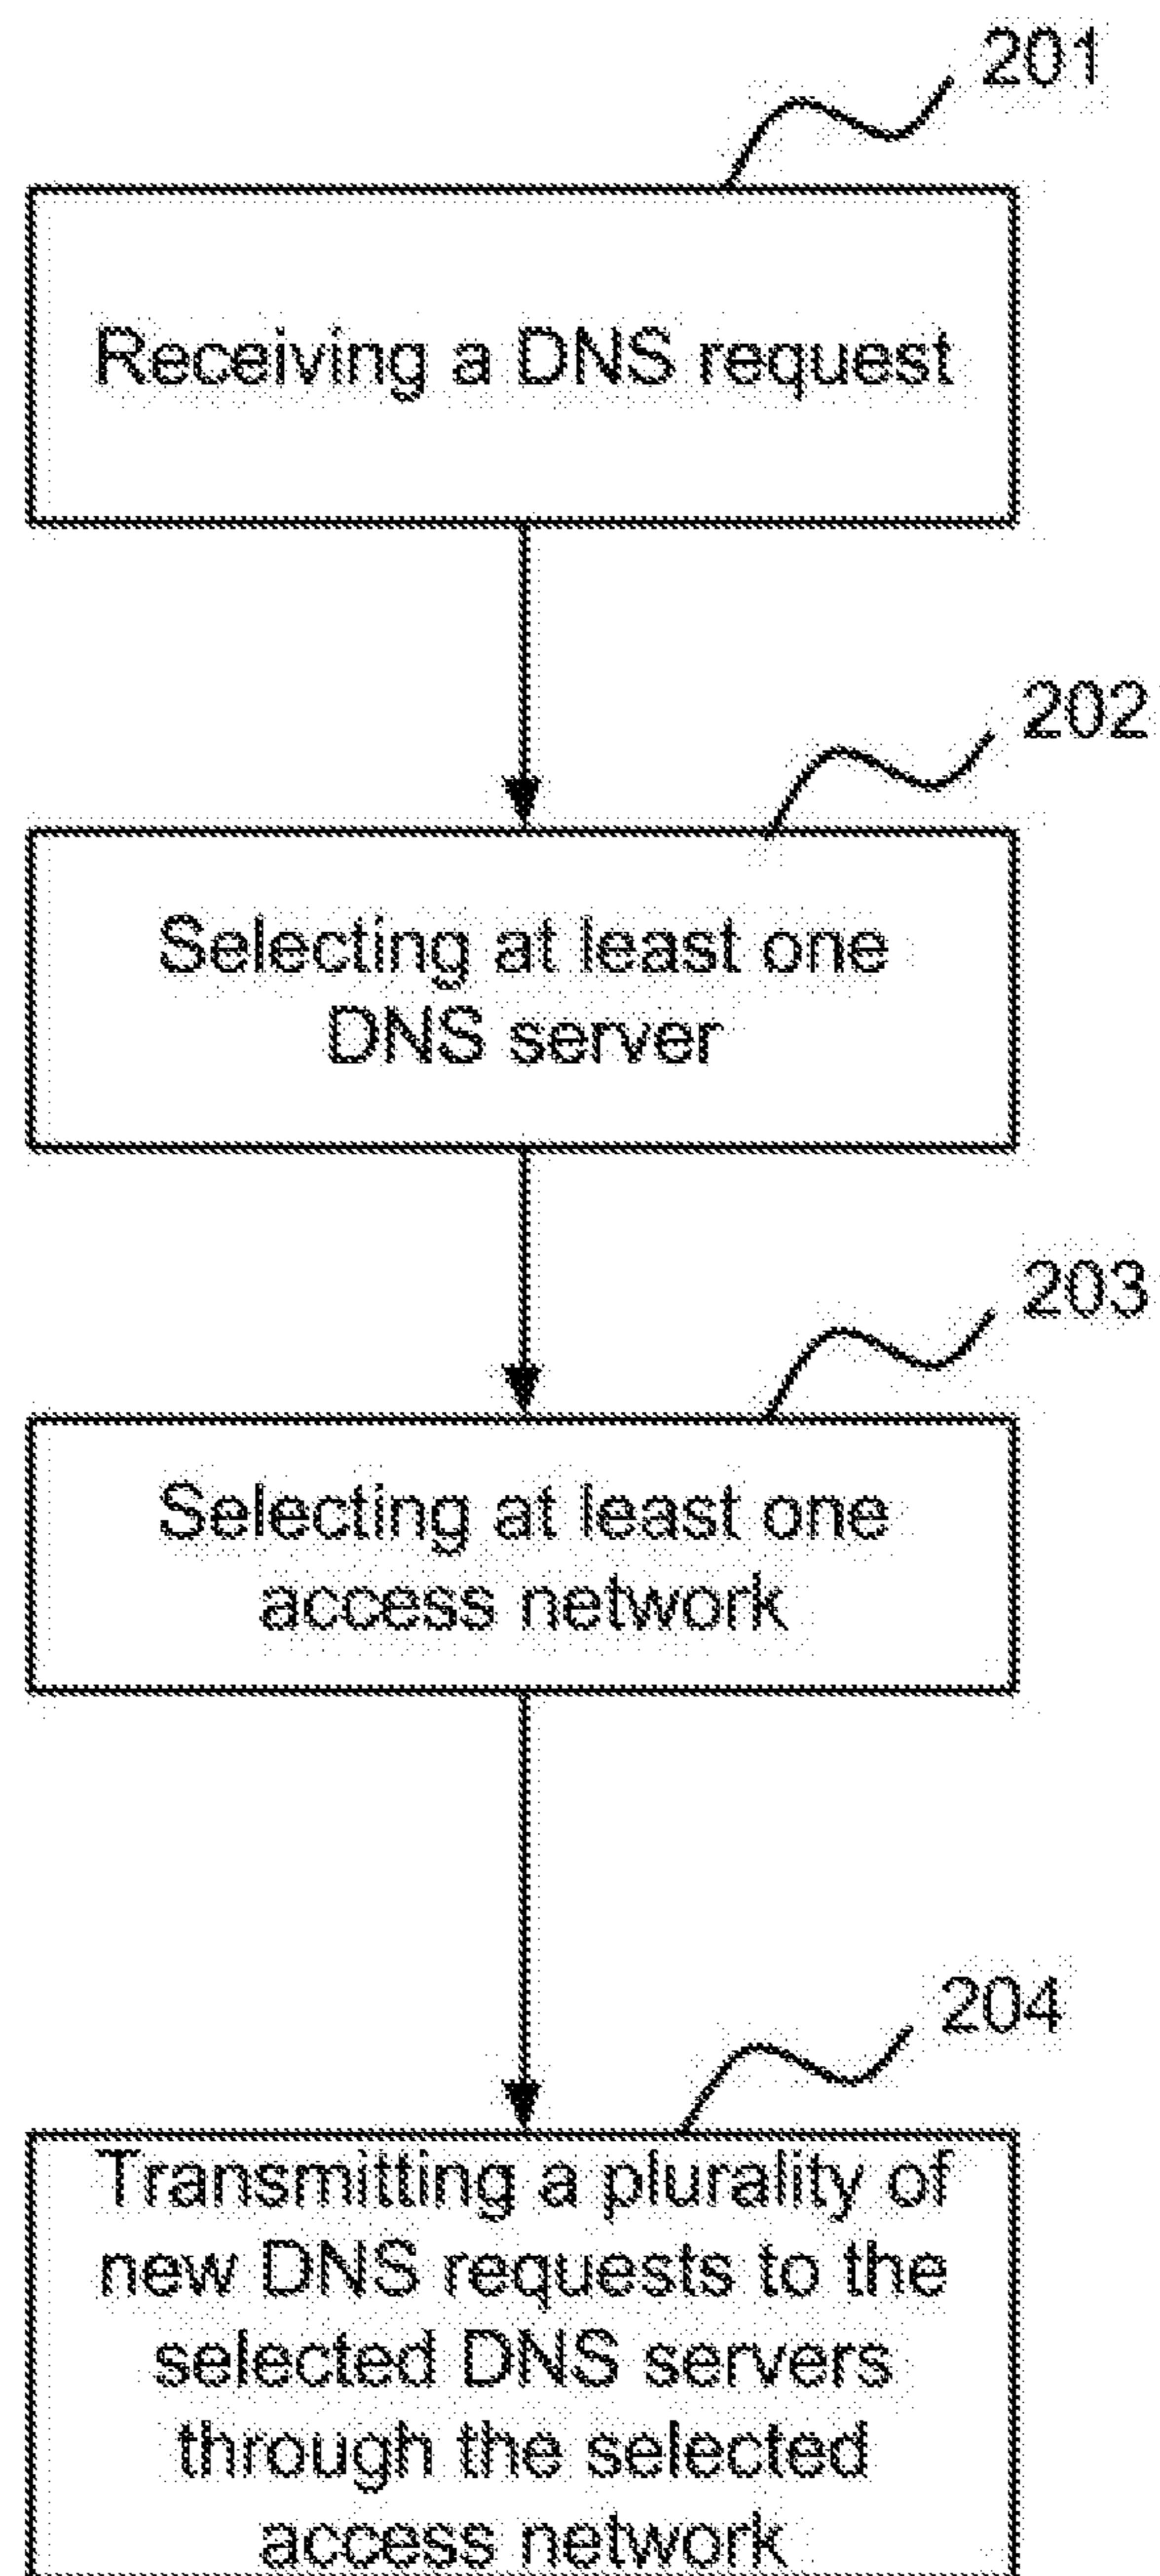 201
Receiving a DNS request
202
Selecting at least one
DNS server
203
Selecting at least one
access network
204
Transmitting a plurality of
new DNS requests to the
selected DNS servers
through the selected
access network